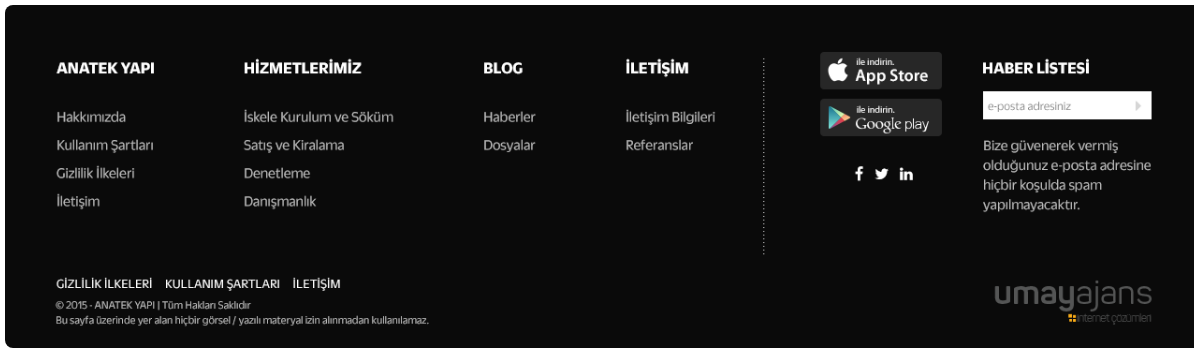 ANATEK YAPI
Hakkımızda
Kullanım Şartları
Gizlilik İlkeleri
İletişim
HİZMETLERİMİZ
İskele Kurulum ve Söküm
Satış ve Kiralama
Denetleme
Danışmanlık
BLOG
Haberler
Dosyalar
İLETİŞİM
İletişim Bilgileri
Referanslar
ile indirin.
App Store
ile indirin.
Google play
HABER LİSTESİ
e-posta adresiniz
Bize güvenerek vermiş
olduğunuz e-posta adresine
hiçbir koşulda spam
yapılmayacaktır.
GİZLİLİK İLKELERİ KULLANIM ŞARTLARI İLETİŞİM
© 2015 - ANATEK YAPI | Tüm Hakları Saklıdır
Bu sayfa üzerinde yer alan hiçbir görsel / yazılı materyal izin alınmadan kullanılamaz.
umayajans
internet çözümleri